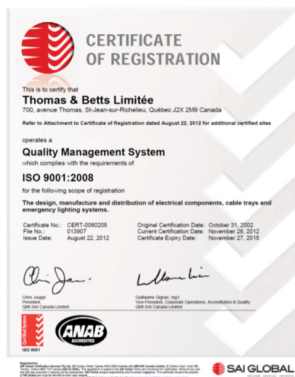 CERTIFICATE
OF REGISTRATION
This is to certify that
Thomas & Betts Limitée
700, avenue Thomas, St-Jean-sur-Richelieu, Québec J2X 2M9 Canada
Refer to Attachment to Certificate of Registration dated August 22, 2012 for additional certified sites
operates a
Quality Management System
which complies with the requirements of
ISO 9001:2008
for the following scope of registration
The design, manufacture and distribution of electrical components, cable trays and
emergency lighting systems.
Certificate No.: CERT-0060205 Original Certification Date: October 31, 2002
File No.: 013907 Current Certification Date: November 28, 2012
Issue Date: August 22, 2012 Certificate Expiry Date: November 27, 2015
President,
QMI-SAI Canada Limited
Guillaume Gignac, ing.f
Vice President, Corporate Operations, Accreditation & Quality
QMI-SAI Canada Limited
ISO 9001
ANAB
ACCREDITED
SAI GLOBAL